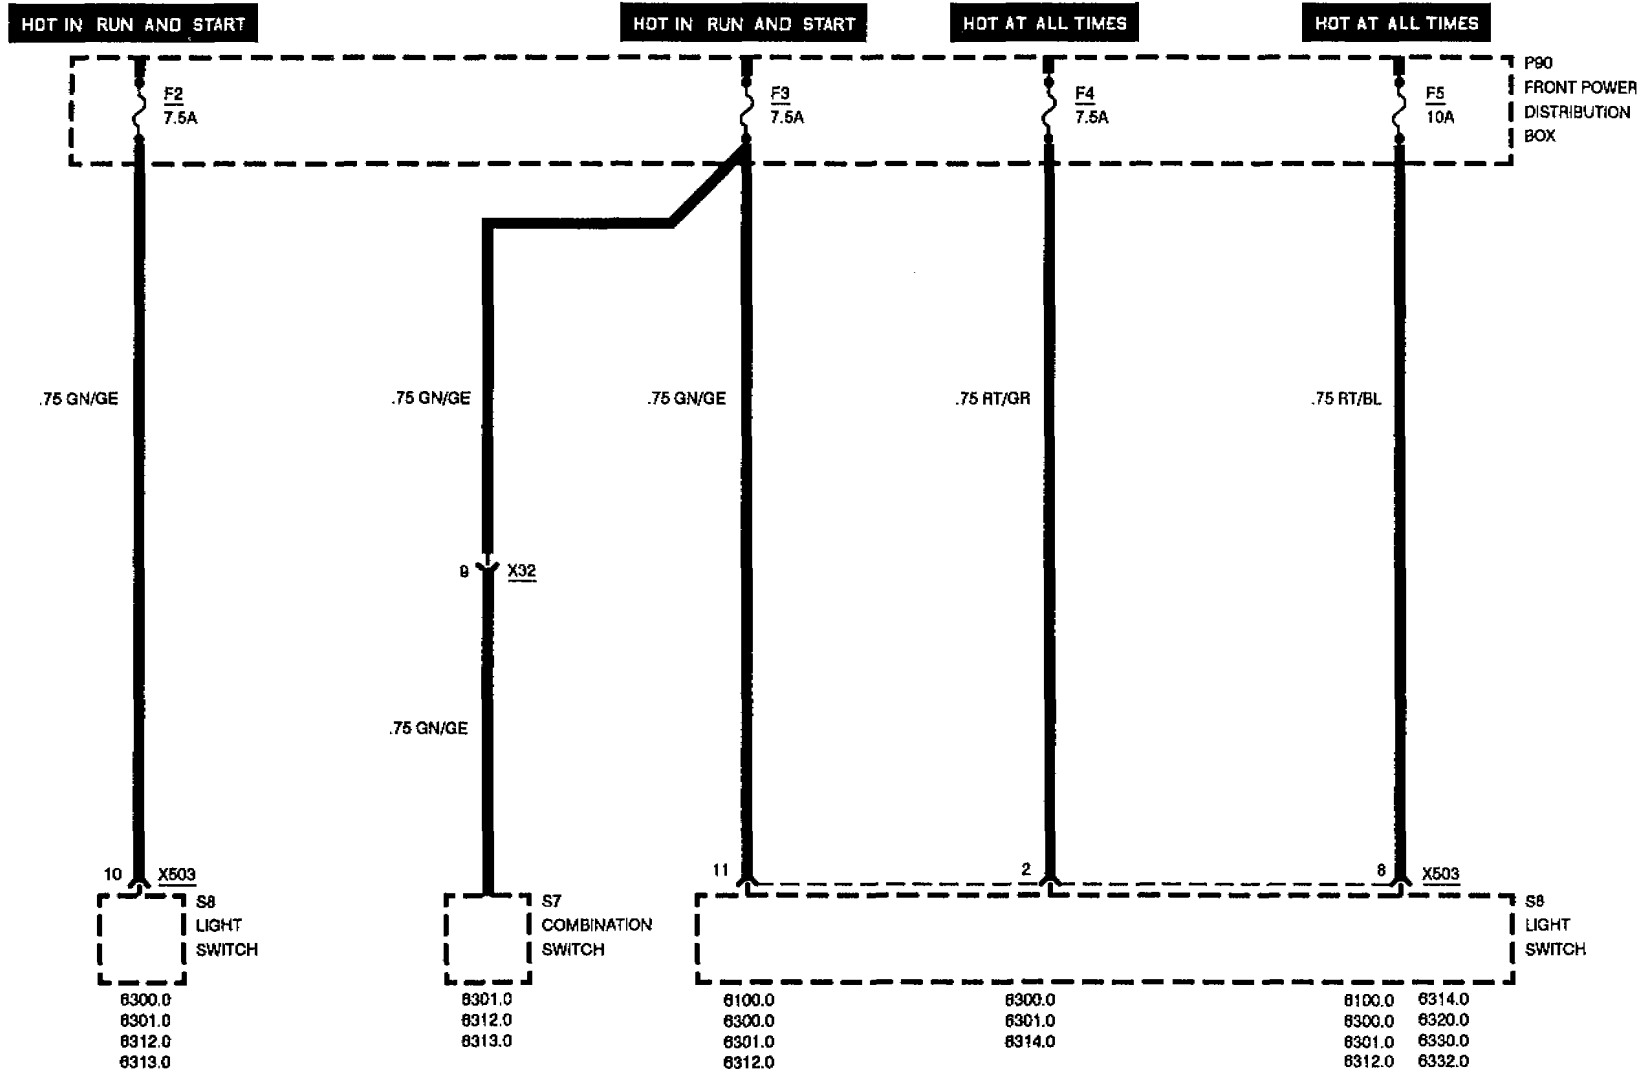 HOT IN RUN AND START
HOT IN RUN AND START
HOT AT ALL TIMES
HOT AT ALL TIMES
F2
7.5A
F3
7.5A
F4
7.5A
F5
10A
P90
FRONT POWER
DISTRIBUTION
BOX
.75 GN/GE
.75 GN/GE
.75 GN/GE
.75 RT/GR
.75 RT/BL
9
X32
.75 GN/GE
10
X503
11
2
8
X503
S8
LIGHT
SWITCH
S7
COMBINATION
SWITCH
S8
LIGHT
SWITCH
6300.0
6301.0
6312.0
6313.0
6301.0
6312.0
6313.0
6100.0
6300.0
6301.0
6312.0
6300.0
6301.0
6314.0
6100.0 6314.0
6300.0 6320.0
6301.0 6330.0
6312.0 6332.0